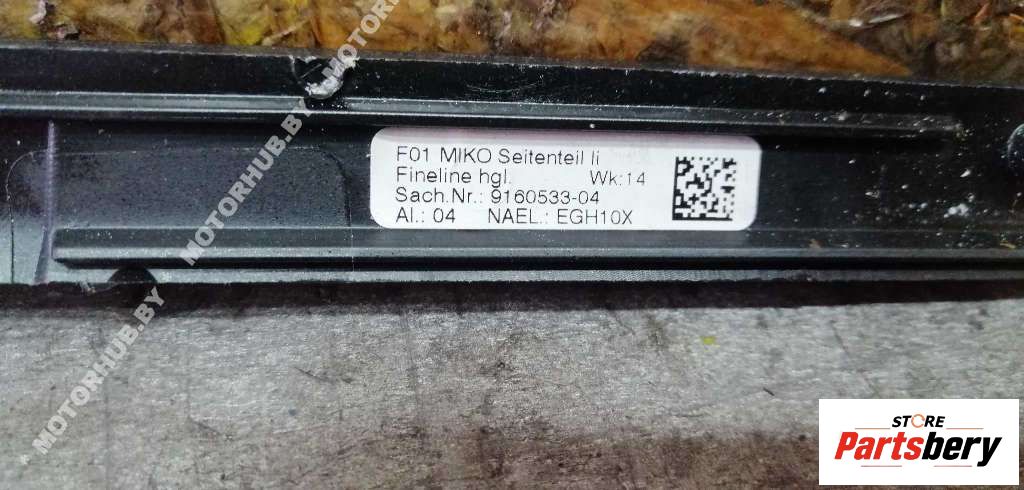 MOTORHUB.BY * MOTORHUB.BY
* MOTORHUB.BY
F01 MIKO Seitenteil li
Fineline hgl. Wk:14
Sach.Nr.: 9160533-04
AI.: 04 NAEL.: EGH10X
STORE
Partsbery